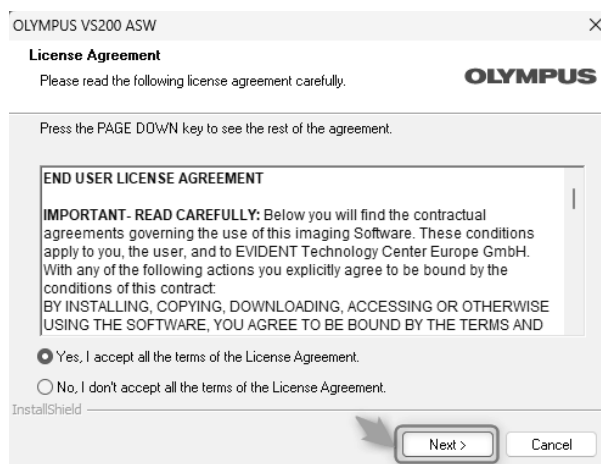 OLYMPUS VS200 ASW
License Agreement
Please read the following license agreement carefully.
OLYMPUS
Press the PAGE DOWN key to see the rest of the agreement.
END USER LICENSE AGREEMENT
IMPORTANT- READ CAREFULLY: Below you will find the contractual
agreements governing the use of this imaging Software. These conditions
apply to you, the user, and to EVIDENT Technology Center Europe GmbH.
With any of the following actions you explicitly agree to be bound by the
conditions of this contract:
BY INSTALLING, COPYING, DOWNLOADING, ACCESSING OR OTHERWISE
USING THE SOFTWARE, YOU AGREE TO BE BOUND BY THE TERMS AND
Yes, I accept all the terms of the License Agreement.
No, I don't accept all the terms of the License Agreement.
InstallShield
Next >
Cancel